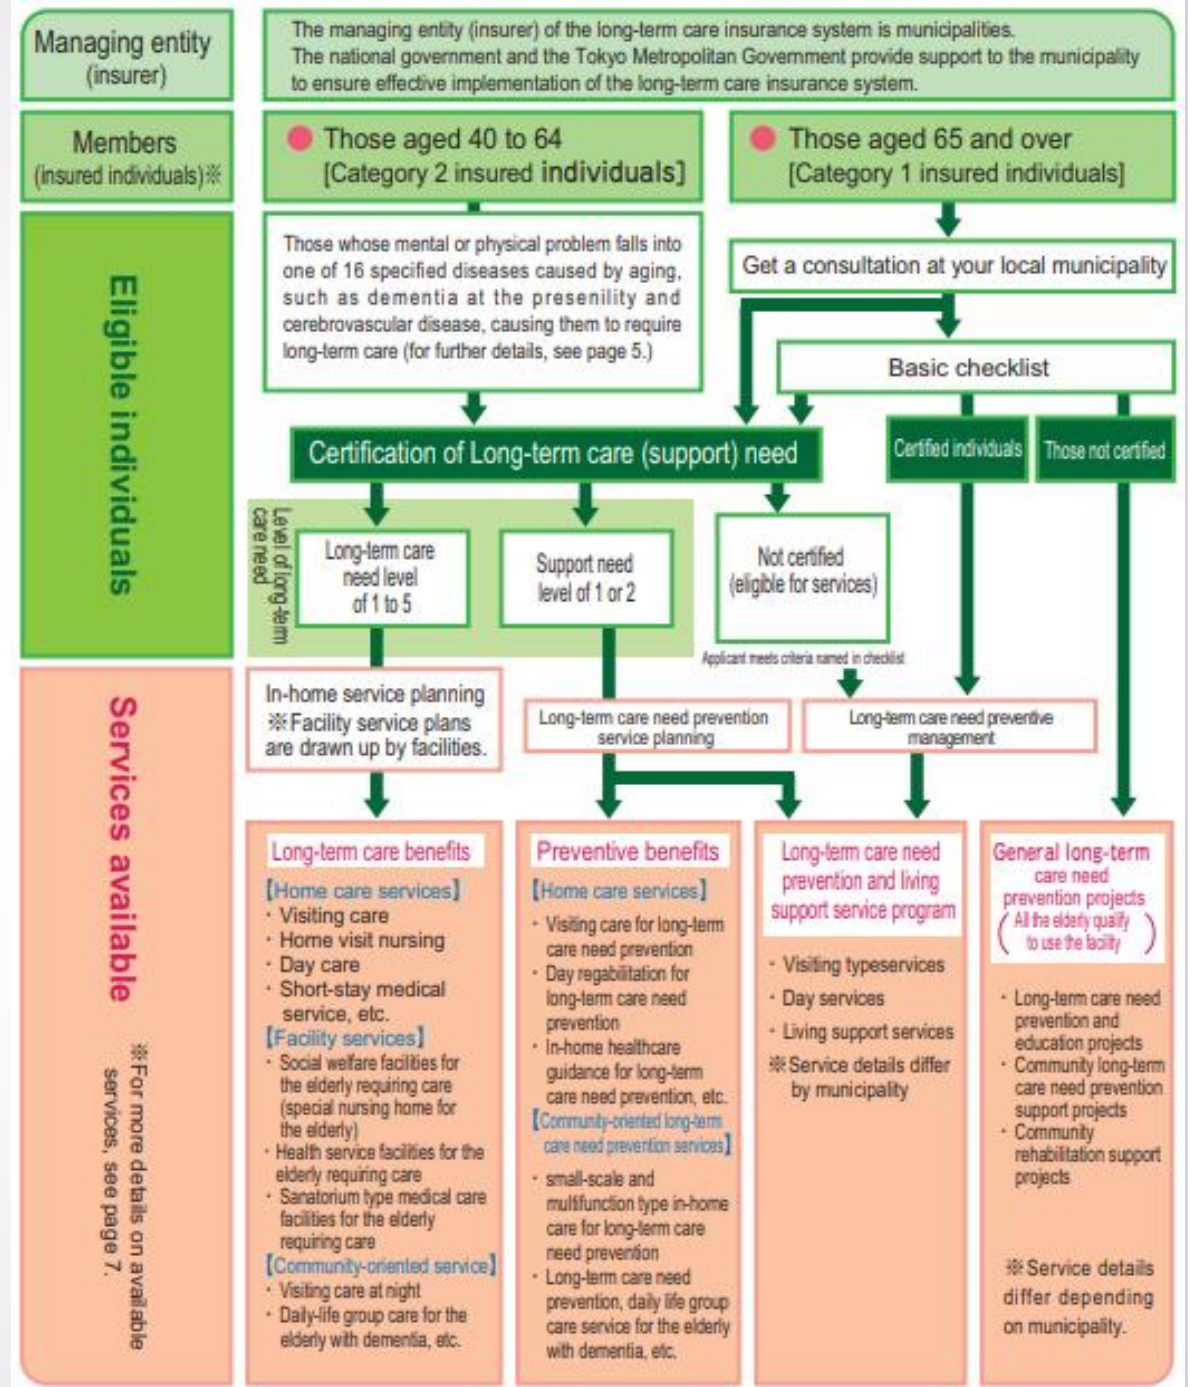 Managing entity
(insurer)
The managing entity (insurer) of the long-term care insurance system is municipalities.
The national government and the Tokyo Metropolitan Government provide support to the municipality
to ensure effective implementation of the long-term care insurance system.
Members
(insured individuals)※
Those aged 40 to 64
[Category 2 insured individuals]
Those aged 65 and over
[Category 1 insured individuals]
Eligible individuals
Those whose mental or physical problem falls into
one of 16 specified diseases caused by aging,
such as dementia at the presenility and
cerebrovascular disease, causing them to require
long-term care (for further details, see page 5.)
Get a consultation at your local municipality
Basic checklist
Certification of Long-term care (support) need
Certified individuals
Those not certified
Level of long-term
care need
Long-term care
need level
of 1 to 5
Support need
level of 1 or 2
Not certified
(eligible for services)
Applicant meets criteria named in checklist
Services available
※For more details on available
services, see page 7.
In-home service planning
※Facility service plans
are drawn up by facilities.
Long-term care need prevention
service planning
Long-term care need preventive
management
Long-term care benefits
【Home care services】
・Visiting care
・Home visit nursing
・Day care
・Short-stay medical
service, etc.
【Facility services】
・Social welfare facilities for
the elderly requiring care
(special nursing home for
the elderly)
・Health service facilities for the
elderly requiring care
・Sanatorium type medical care
facilities for the elderly
requiring care
【Community-oriented service】
・Visiting care at night
・Daily-life group care for the
elderly with dementia, etc.
Preventive benefits
【Home care services】
・Visiting care for long-term
care need prevention
・Day regabilitation for
long-term care need
prevention
・In-home healthcare
guidance for long-term
care need prevention, etc.
【Community-oriented long-term
care need prevention services】
・small-scale and
multifunction type in-home
care for long-term care
need prevention
・Long-term care need
prevention, daily life group
care service for the elderly
with dementia, etc.
Long-term care need
prevention and living
support service program
・Visiting typeservices
・Day services
・Living support services
※Service details differ
by municipality
General long-term
care need
prevention projects
(All the elderly qualify
to use the facility)
・Long-term care need
prevention and
education projects
・Community long-term
care need prevention
support projects
・Community
rehabilitation support
projects
※Service details
differ depending
on municipality.